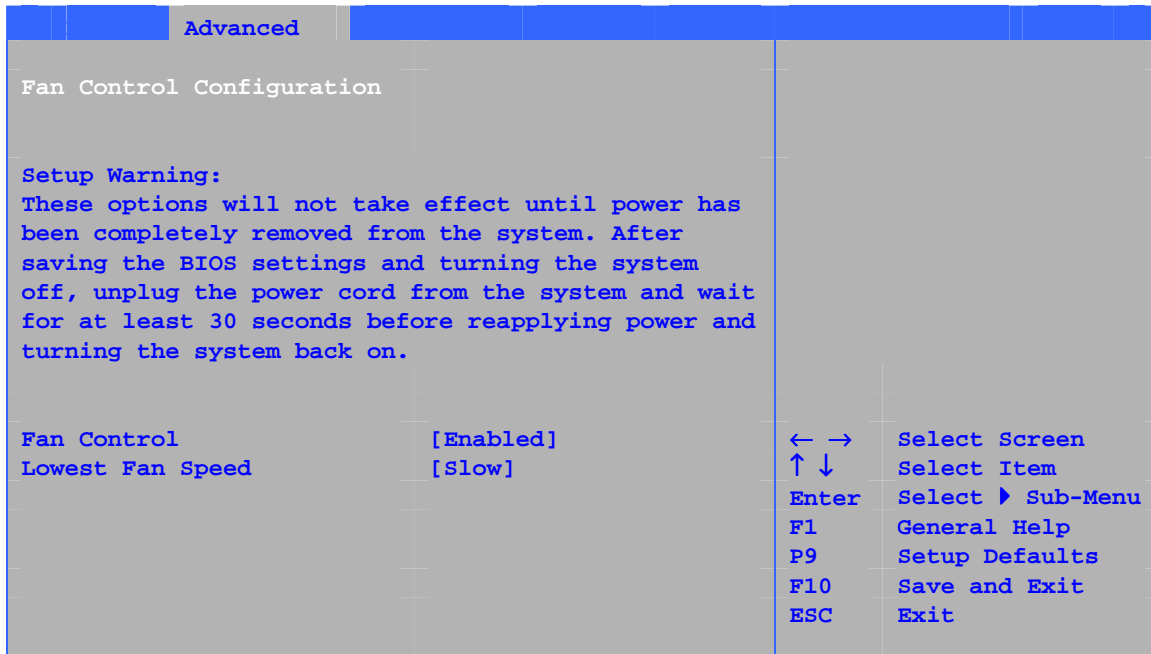 Advanced
Fan Control Configuration
Setup Warning:
These options will not take effect until power has
been completely removed from the system. After
saving the BIOS settings and turning the system
off, unplug the power cord from the system and wait
for at least 30 seconds before reapplying power and
turning the system back on.
Fan Control [Enabled]
Lowest Fan Speed [Slow]
← → Select Screen
↑ ↓ Select Item
Enter Select ▶ Sub-Menu
F1 General Help
P9 Setup Defaults
F10 Save and Exit
ESC Exit